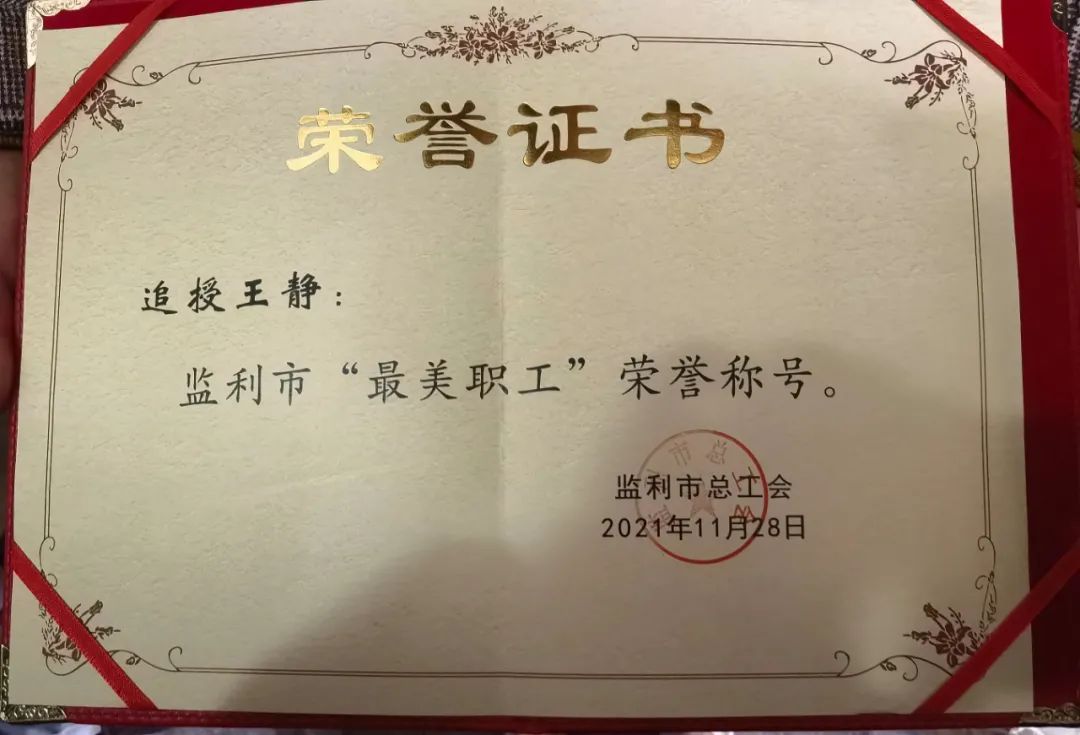 荣誉证书
追授王静：
监利市“最美职工”荣誉称号。
监利市总工会
2021年11月28日